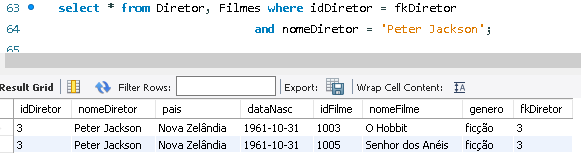 63 select * from Diretor, Filmes where idDiretor = fkDiretor
64 and nomeDiretor = 'Peter Jackson';
65
Result Grid Filter Rows: Export: Wrap Cell Content:
idDiretor nomeDiretor pais dataNasc idFilme nomeFilme genero fkDiretor
3 Peter Jackson Nova Zelândia 1961-10-31 1003 O Hobbit ficção 3
3 Peter Jackson Nova Zelândia 1961-10-31 1005 Senhor dos Anéis ficção 3